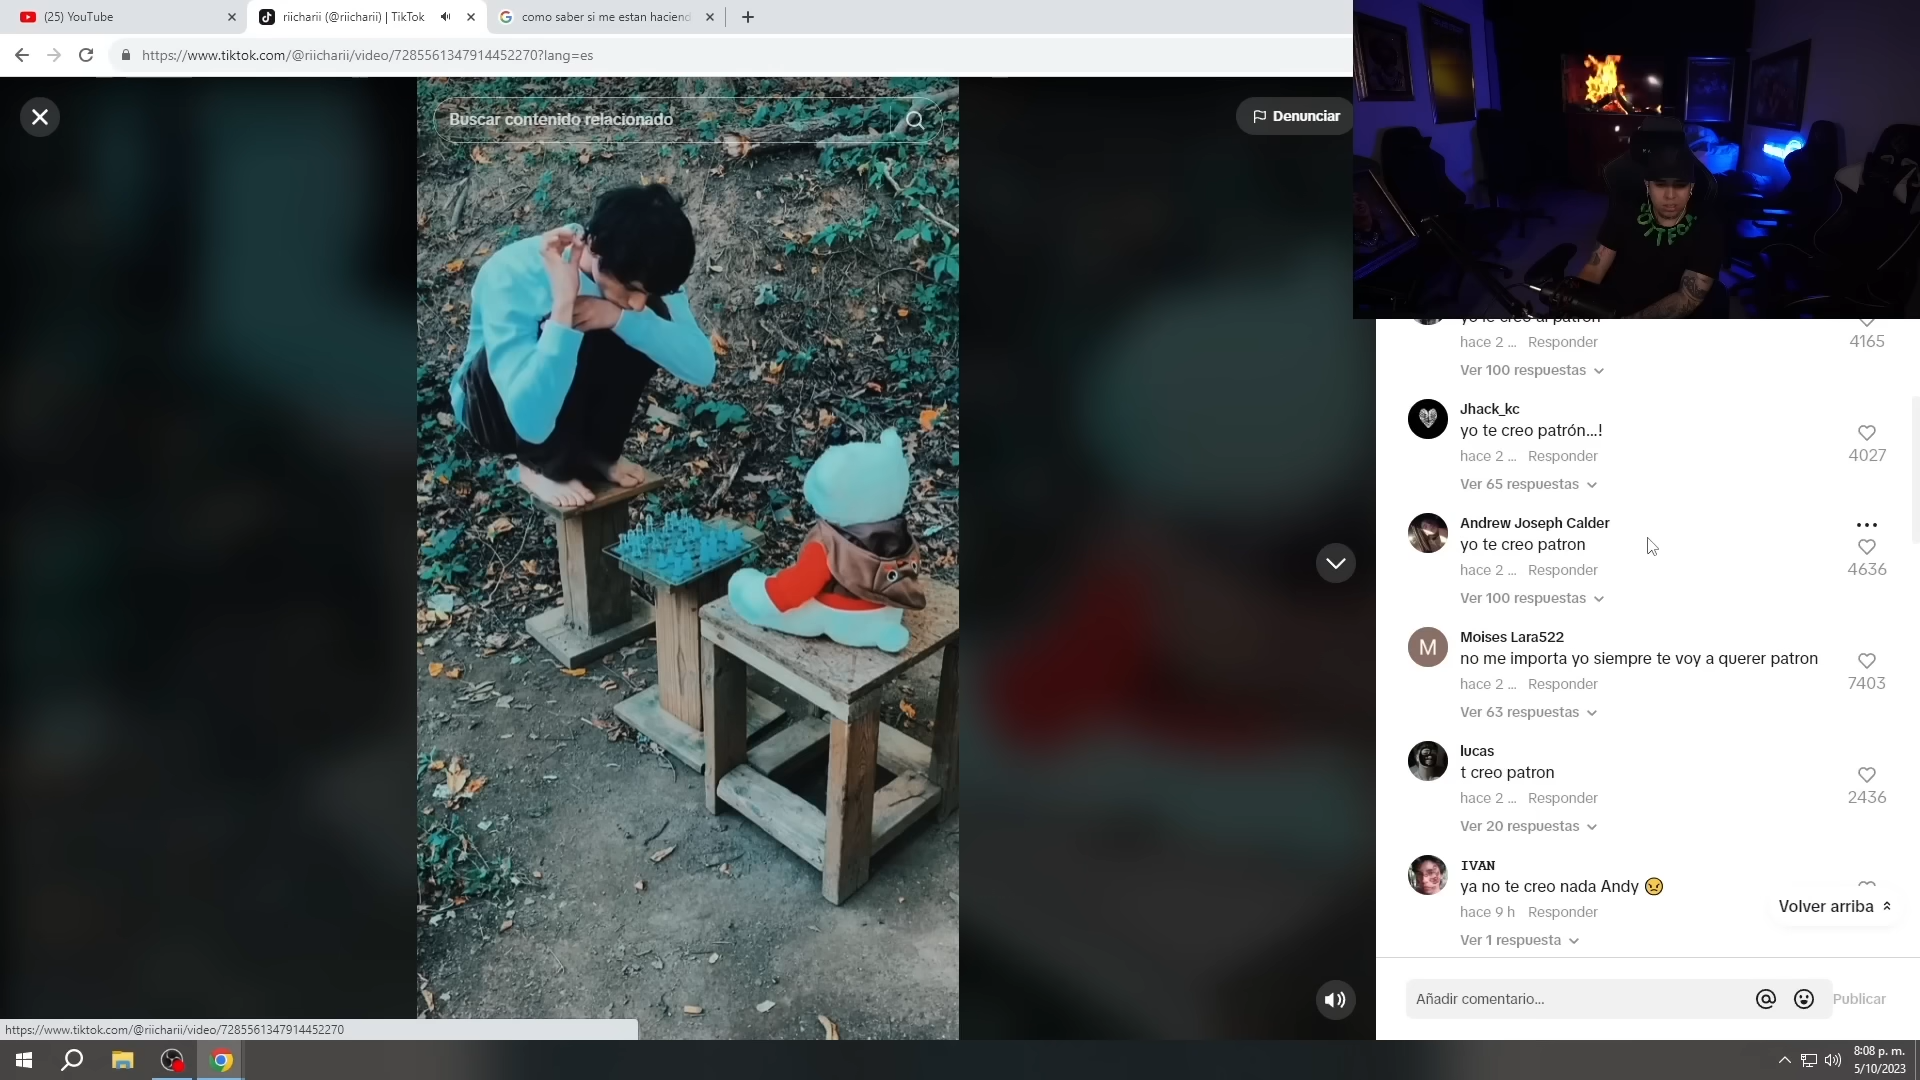 (25) YouTube
riicharii (@riicharii) | TikTok
como saber si me estan haciend
https://www.tiktok.com/@riicharii/video/7285561347914452270?lang=es
Buscar contenido relacionado
Denunciar
yo le creo al patron
hace 2 ... Responder
4165
Ver 100 respuestas
Jhack_kc
yo te creo patrón...!
hace 2 ... Responder
4027
Ver 65 respuestas
Andrew Joseph Calder
yo te creo patron
hace 2 ... Responder
4636
Ver 100 respuestas
M
Moises Lara522
no me importa yo siempre te voy a querer patron
hace 2 ... Responder
7403
Ver 63 respuestas
lucas
t creo patron
hace 2 ... Responder
2436
Ver 20 respuestas
IVAN
ya no te creo nada Andy 😠
hace 9 h Responder
Volver arriba
Ver 1 respuesta
Añadir comentario...
Publicar
https://www.tiktok.com/@riicharii/video/7285561347914452270
8:08 p. m.
5/10/2023